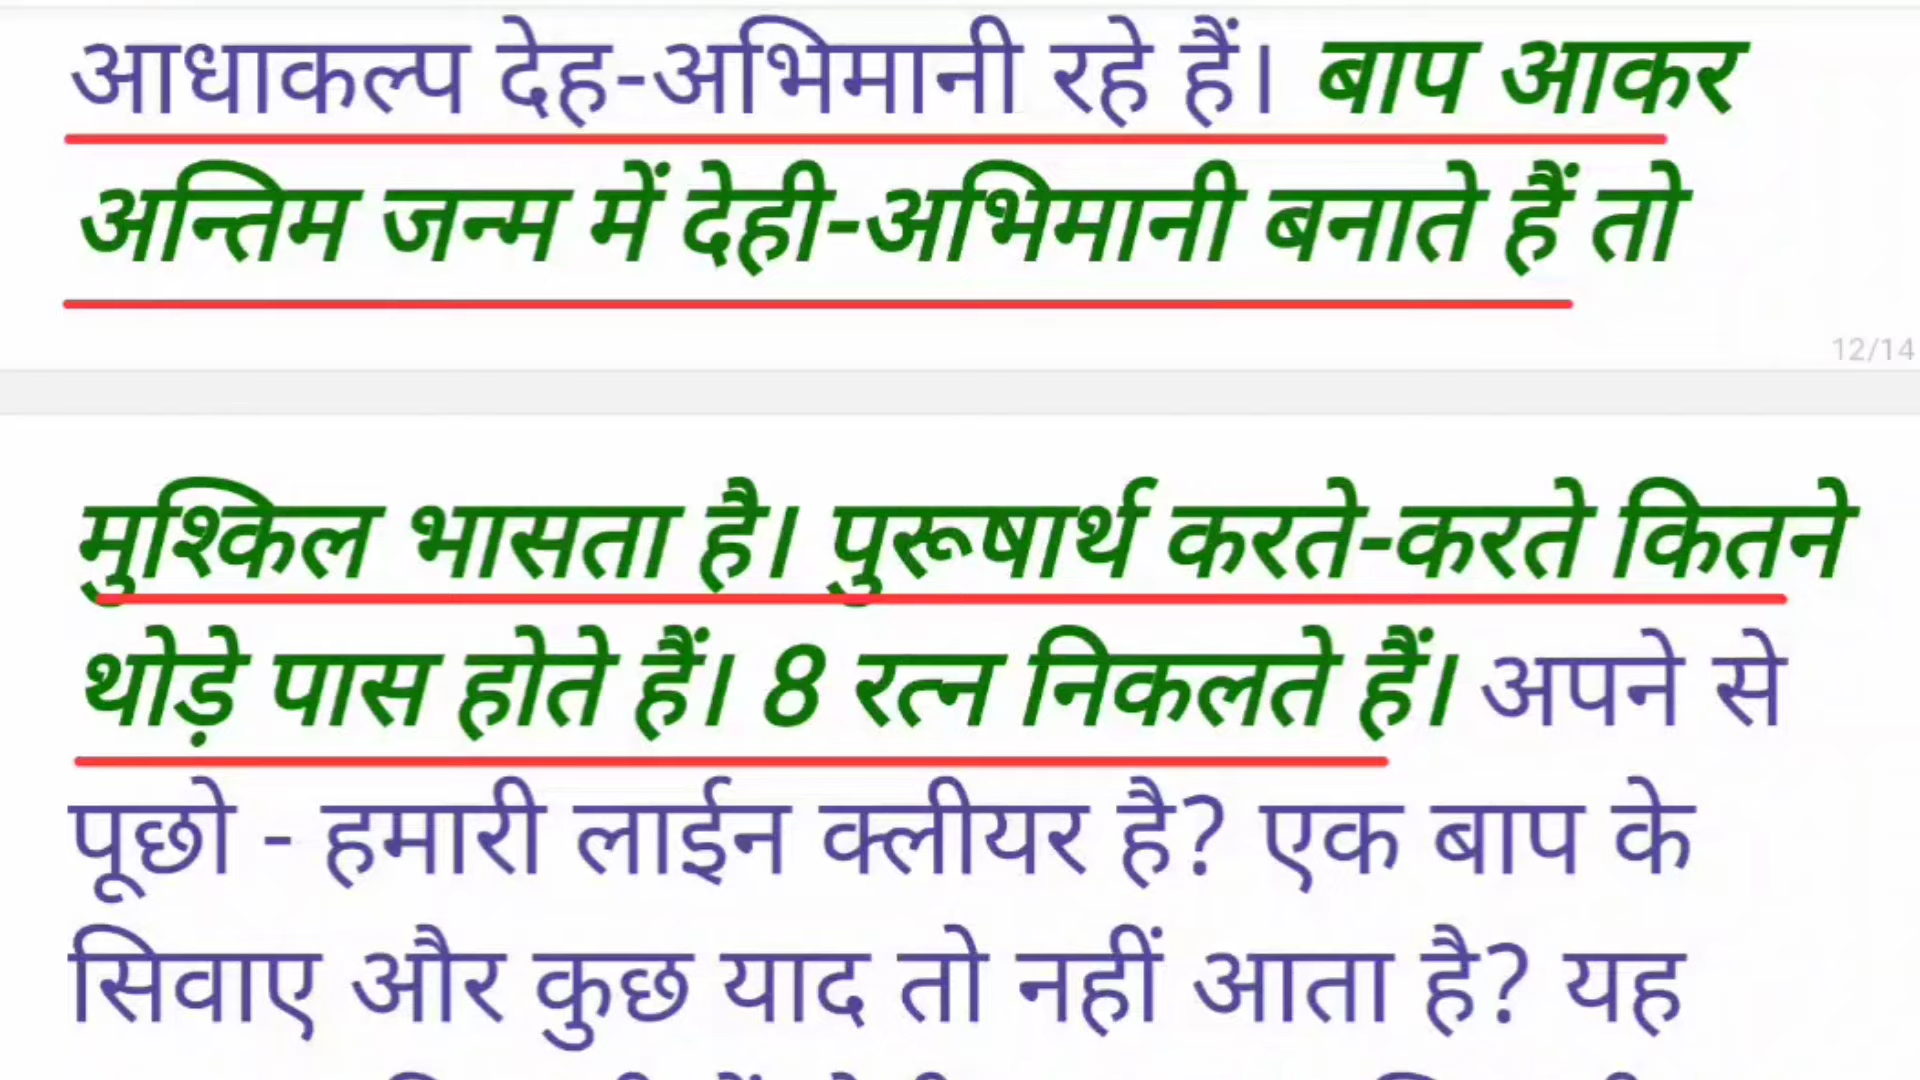 आधाकल्प देह-अभिमानी रहे हैं। बाप आकर
अन्तिम जन्म में देही-अभिमानी बनाते हैं तो
12/14
मुश्किल भासता है। पुरूषार्थ करते-करते कितने
थोड़े पास होते हैं। 8 रत्न निकलते हैं। अपने से
पूछो - हमारी लाईन क्लीयर है? एक बाप के
सिवाए और कुछ याद तो नहीं आता है? यह